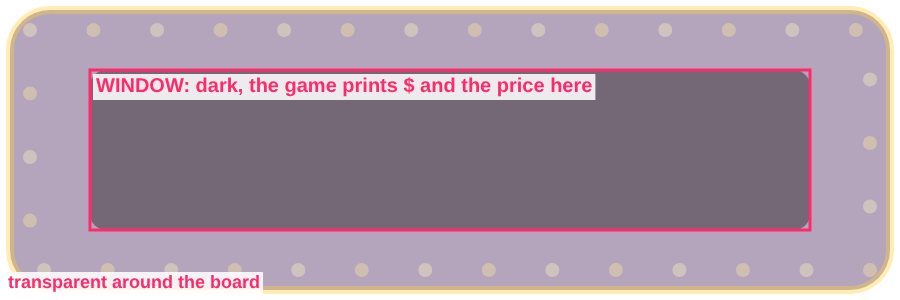 WINDOW: dark, the game prints $ and the price here
transparent around the board